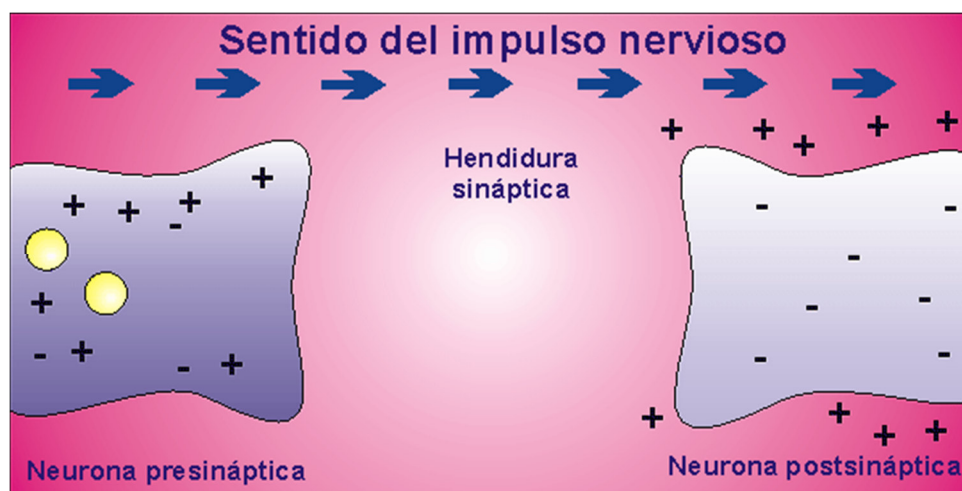 Sentido del impulso nervioso
Hendidura
sináptica
Neurona presináptica
Neurona postsináptica